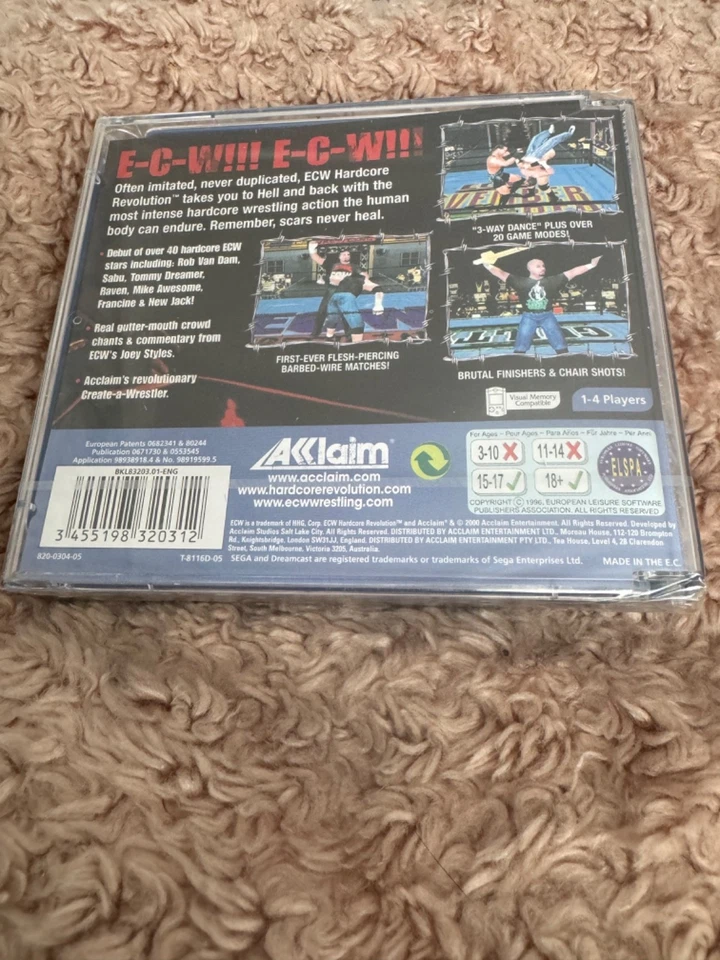 E-C-W!!! E-C-W!!!
Often imitated, never duplicated, ECW Hardcore
Revolution™ takes you to Hell and back with the
most intense hardcore wrestling action the human
body can endure. Remember, scars never heal.
• Debut of over 40 hardcore ECW
stars including: Rob Van Dam,
Sabu, Tommy Dreamer,
Raven, Mike Awesome,
Francine & New Jack!
• Real gutter-mouth crowd
chants & commentary from
ECW's Joey Styles.
• Acclaim's revolutionary
Create-a-Wrestler.
"3-WAY DANCE" PLUS OVER
20 GAME MODES!
FIRST-EVER FLESH-PIERCING
BARBED-WIRE MATCHES!
BRUTAL FINISHERS & CHAIR SHOTS!
Visual Memory
Compatible
1-4 Players
European Patents 0682341 & 80244
Publication 0671730 & 0553545
Application 98938918.4 & No. 98919599.5
BKL83203.01-ENG
3 455198 320312
820-0304-05
T-8116D-05
AKKlaim
www.acclaim.com
www.hardcorerevolution.com
www.ecwwrestling.com
For Ages - Pour Ages - Para Años - Für Jahre - Per Anni
3-10
11-14
15-17
18+
ELSPA
COPYRIGHT © 1996, EUROPEAN LEISURE SOFTWARE
PUBLISHERS ASSOCIATION. ALL RIGHTS RESERVED
ECW is a trademark of HHG, Corp. ECW Hardcore Revolution™ and Acclaim® & © 2000 Acclaim Entertainment. All Rights Reserved. Developed by
Acclaim Studios Salt Lake City. All Rights Reserved. DISTRIBUTED BY ACCLAIM ENTERTAINMENT LTD., Moreau House, 112-120 Brompton
Rd., Knightsbridge, London SW31JJ, England. DISTRIBUTED BY ACCLAIM ENTERTAINMENT PTY LTD., Tea House, Level 4, 28 Clarendon
Street, South Melbourne, Victoria 3205, Australia.
SEGA and Dreamcast are registered trademarks or trademarks of Sega Enterprises Ltd.
MADE IN THE E.C.